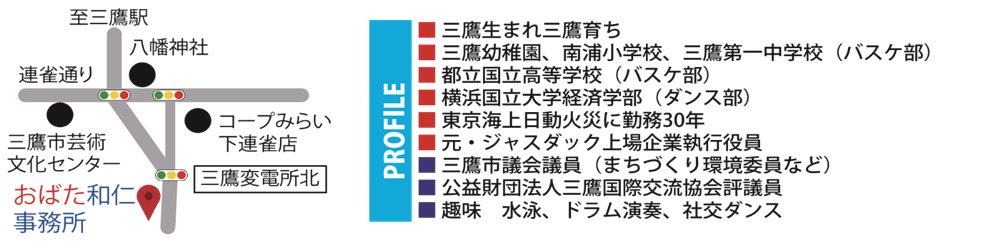 至三鷹駅
八幡神社
連雀通り
三鷹市芸術
文化センター
コープみらい
下連雀店
三鷹変電所北
おばた和仁
事務所
PROFILE
三鷹生まれ三鷹育ち
三鷹幼稚園、南浦小学校、三鷹第一中学校（バスケ部）
都立国立高等学校（バスケ部）
横浜国立大学経済学部（ダンス部）
東京海上日動火災に勤務30年
元・ジャスダック上場企業執行役員
三鷹市議会議員（まちづくり環境委員など）
公益財団法人三鷹国際交流協会評議員
趣味　水泳、ドラム演奏、社交ダンス